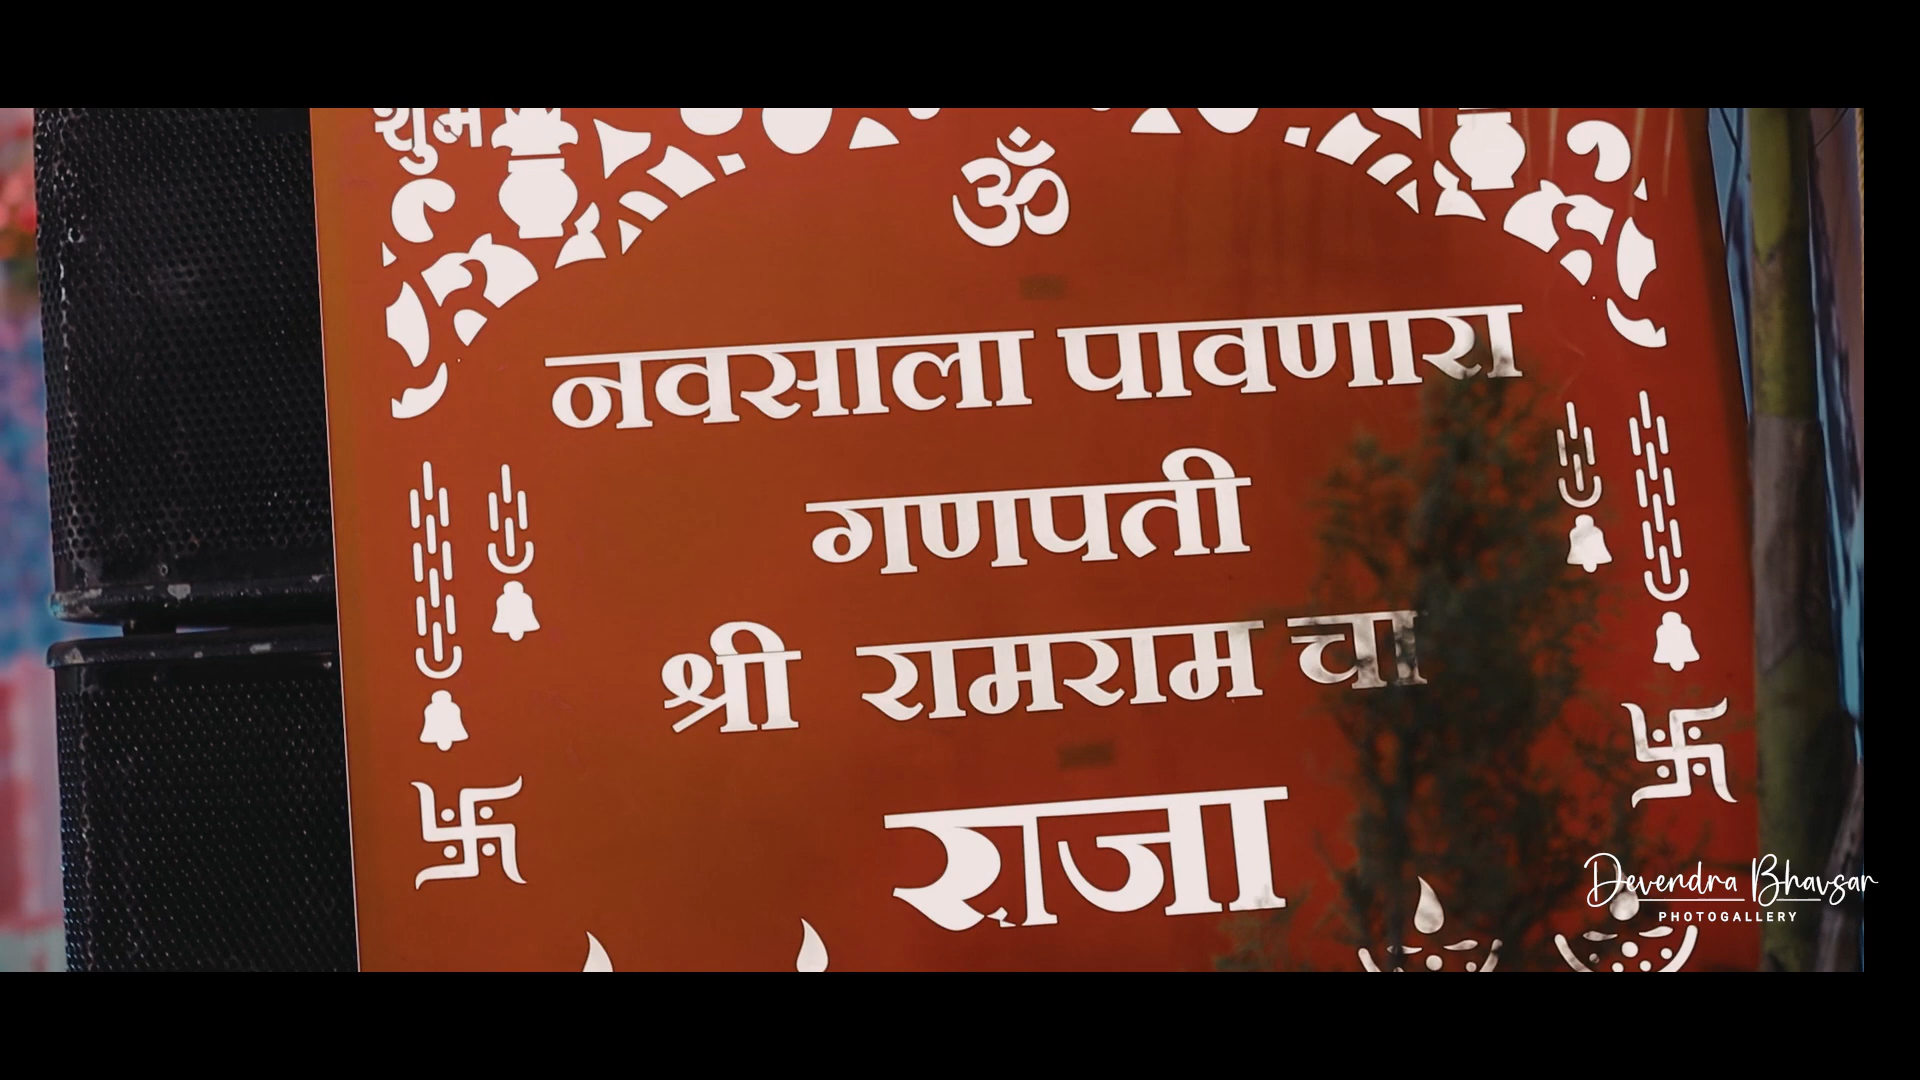 शुभ
ॐ
नवसाला पावणारा
गणपती
श्री रामराम चा
राजा
Devendra Bhavsar
PHOTOGALLERY